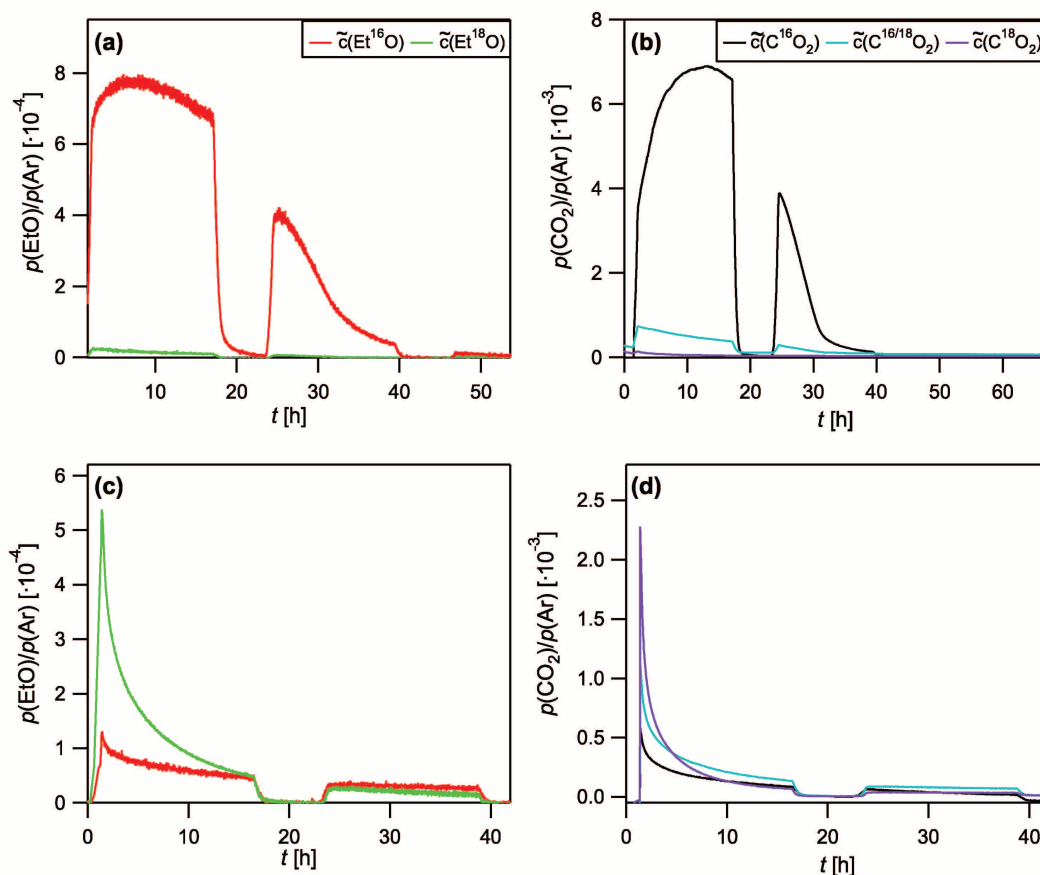 (a)
c̃(Et¹⁶O) c̃(Et¹⁸O)
p(EtO)/p(Ar) [·10⁻⁴]
8
6
4
2
0
10 20 30 40 50
t [h]
(b)
c̃(C¹⁶O₂) c̃(C¹⁶/¹⁸O₂) c̃(C¹⁸O₂)
p(CO₂)/p(Ar) [·10⁻³]
8
6
4
2
0
0 10 20 30 40 50 60
t [h]
(c)
p(EtO)/p(Ar) [·10⁻⁴]
6
5
4
3
2
1
0
0 10 20 30 40
t [h]
(d)
p(CO₂)/p(Ar) [·10⁻³]
2.5
2.0
1.5
1.0
0.5
0.0
0 10 20 30 40
t [h]